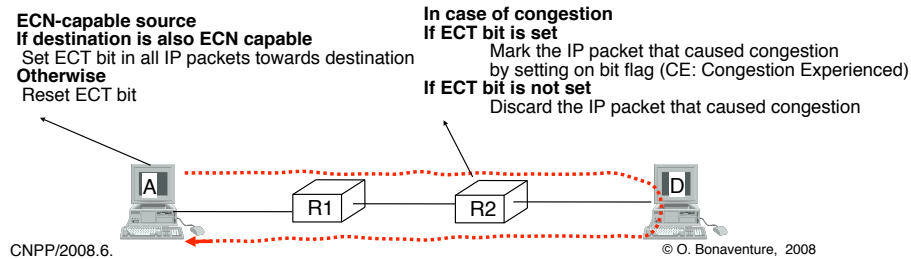 ECN-capable source
If destination is also ECN capable
Set ECT bit in all IP packets towards destination
Otherwise
Reset ECT bit
In case of congestion
If ECT bit is set
Mark the IP packet that caused congestion
by setting on bit flag (CE: Congestion Experienced)
If ECT bit is not set
Discard the IP packet that caused congestion
A
R1
R2
D
CNPP/2008.6.
© O. Bonaventure, 2008